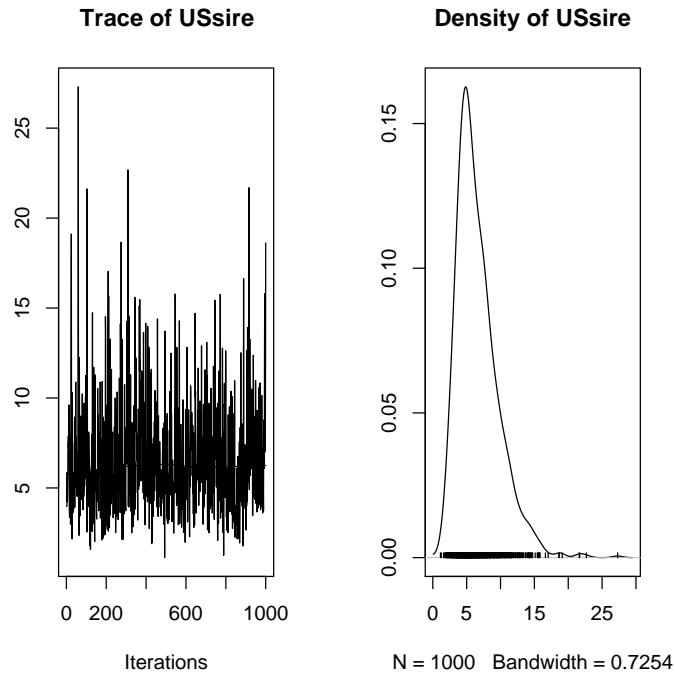 Trace of USsire
25
20
15
10
5
0 200 600 1000
Iterations
Density of USsire
0.15
0.10
0.05
0.00
0 5 15 25
N = 1000 Bandwidth = 0.7254